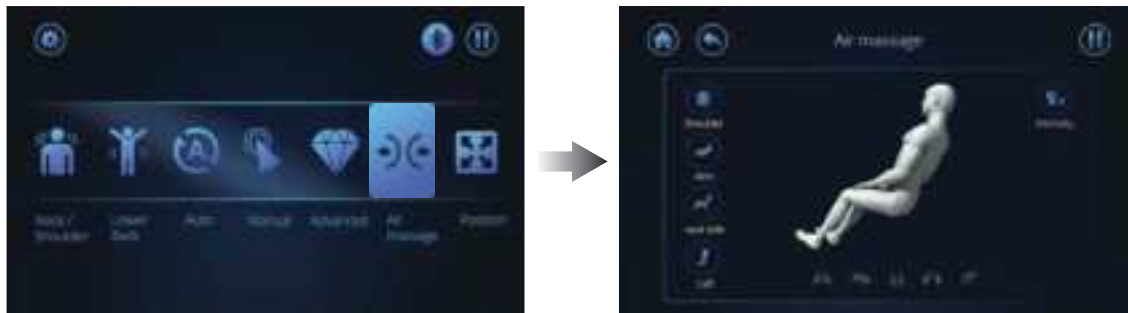 A
Neck /
Shoulder
Lower
Back
Auto
Manual
Advanced
Air
massage
Position
Air massage
Shoulder
Arm
Calf
Intensity